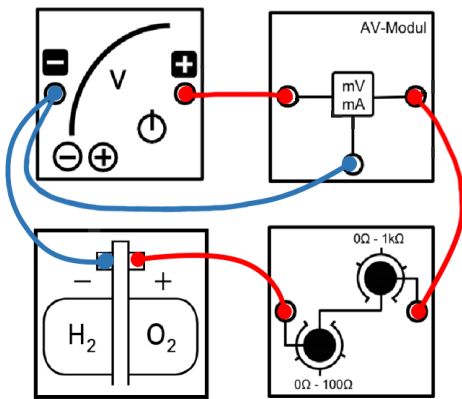 − V +
− +
AV-Modul
mV
mA
− +
H₂ O₂
0Ω - 1kΩ
0Ω - 100Ω